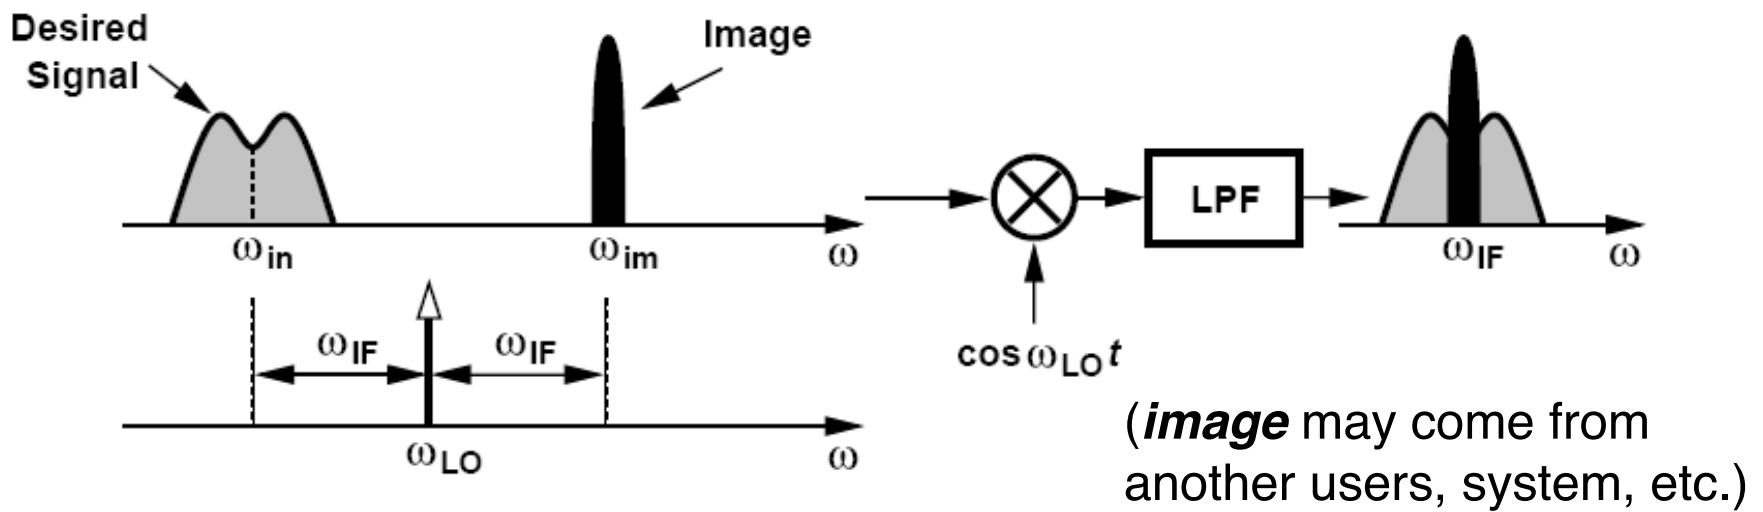 Desired
Signal
Image
ω in
ω im
ω
LPF
ω IF
ω
ω IF
ω IF
cos ω LO t
ω LO
ω
(image may come from
another users, system, etc.)